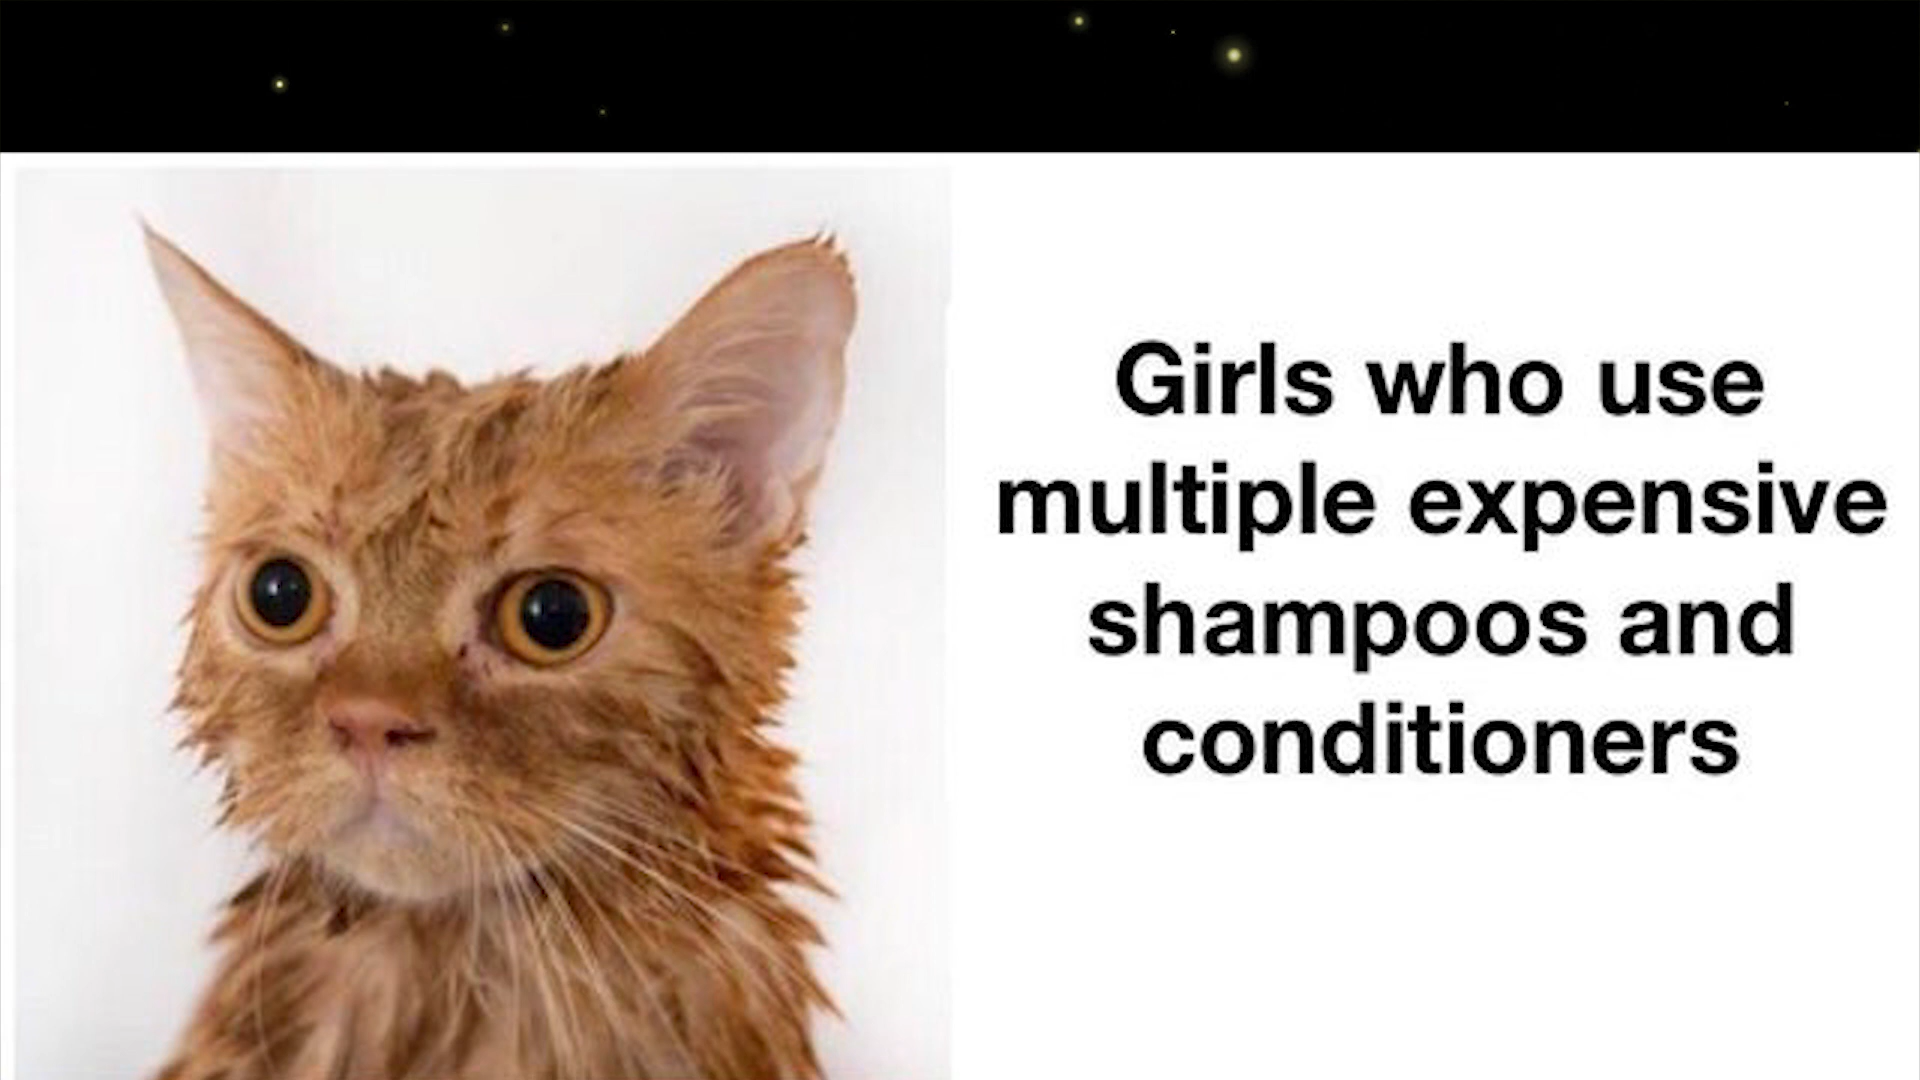 Girls who use
multiple expensive
shampoos and
conditioners